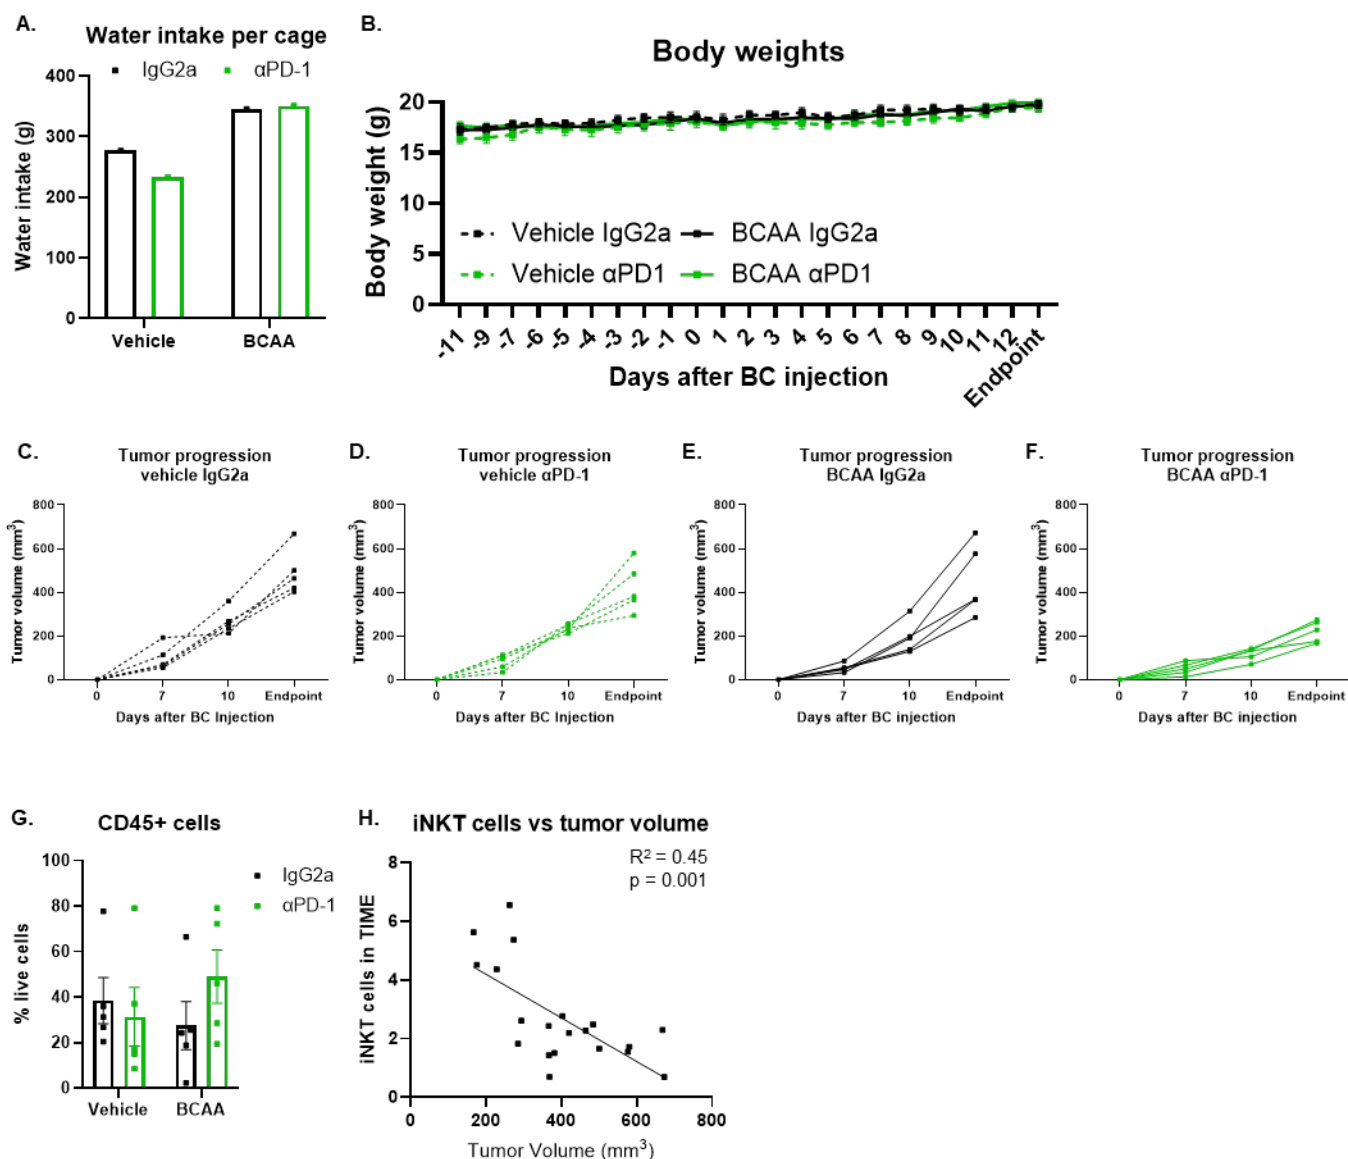 A.
Water intake per cage
IgG2a
αPD-1
Water intake (g)
400
300
200
100
0
Vehicle
BCAA
B.
Body weights
Body weight (g)
20
15
10
5
0
Vehicle IgG2a
BCAA IgG2a
Vehicle αPD1
BCAA αPD1
-11 -9 -7 -6 -5 -4 -3 -2 -1 0 1 2 3 4 5 6 7 8 9 10 11 12 Endpoint
Days after BC injection
C.
Tumor progression
vehicle IgG2a
Tumor volume (mm³)
800
600
400
200
0
0 7 10 Endpoint
Days after BC Injection
D.
Tumor progression
vehicle αPD-1
Tumor volume (mm³)
800
600
400
200
0
0 7 10 Endpoint
Days after BC Injection
E.
Tumor progression
BCAA IgG2a
Tumor volume (mm³)
800
600
400
200
0
0 7 10 Endpoint
Days after BC injection
F.
Tumor progression
BCAA αPD-1
Tumor volume (mm³)
800
600
400
200
0
0 7 10 Endpoint
Days after BC injection
G.
CD45+ cells
IgG2a
αPD-1
% live cells
100
80
60
40
20
0
Vehicle
BCAA
H.
iNKT cells vs tumor volume
R² = 0.45
p = 0.001
iNKT cells in TIME
8
6
4
2
0
0 200 400 600 800
Tumor Volume (mm³)